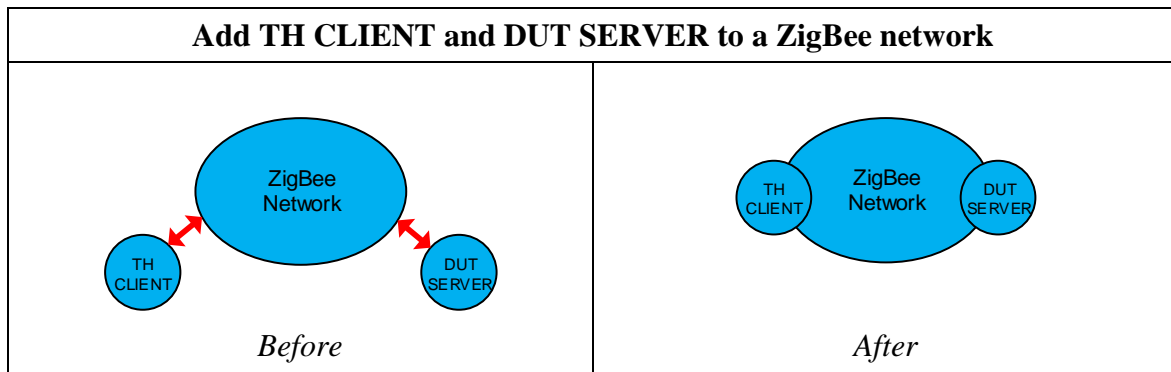 Add TH CLIENT and DUT SERVER to a ZigBee network
ZigBee
Network
TH
CLIENT
DUT
SERVER
Before
TH
CLIENT
ZigBee
Network
DUT
SERVER
After